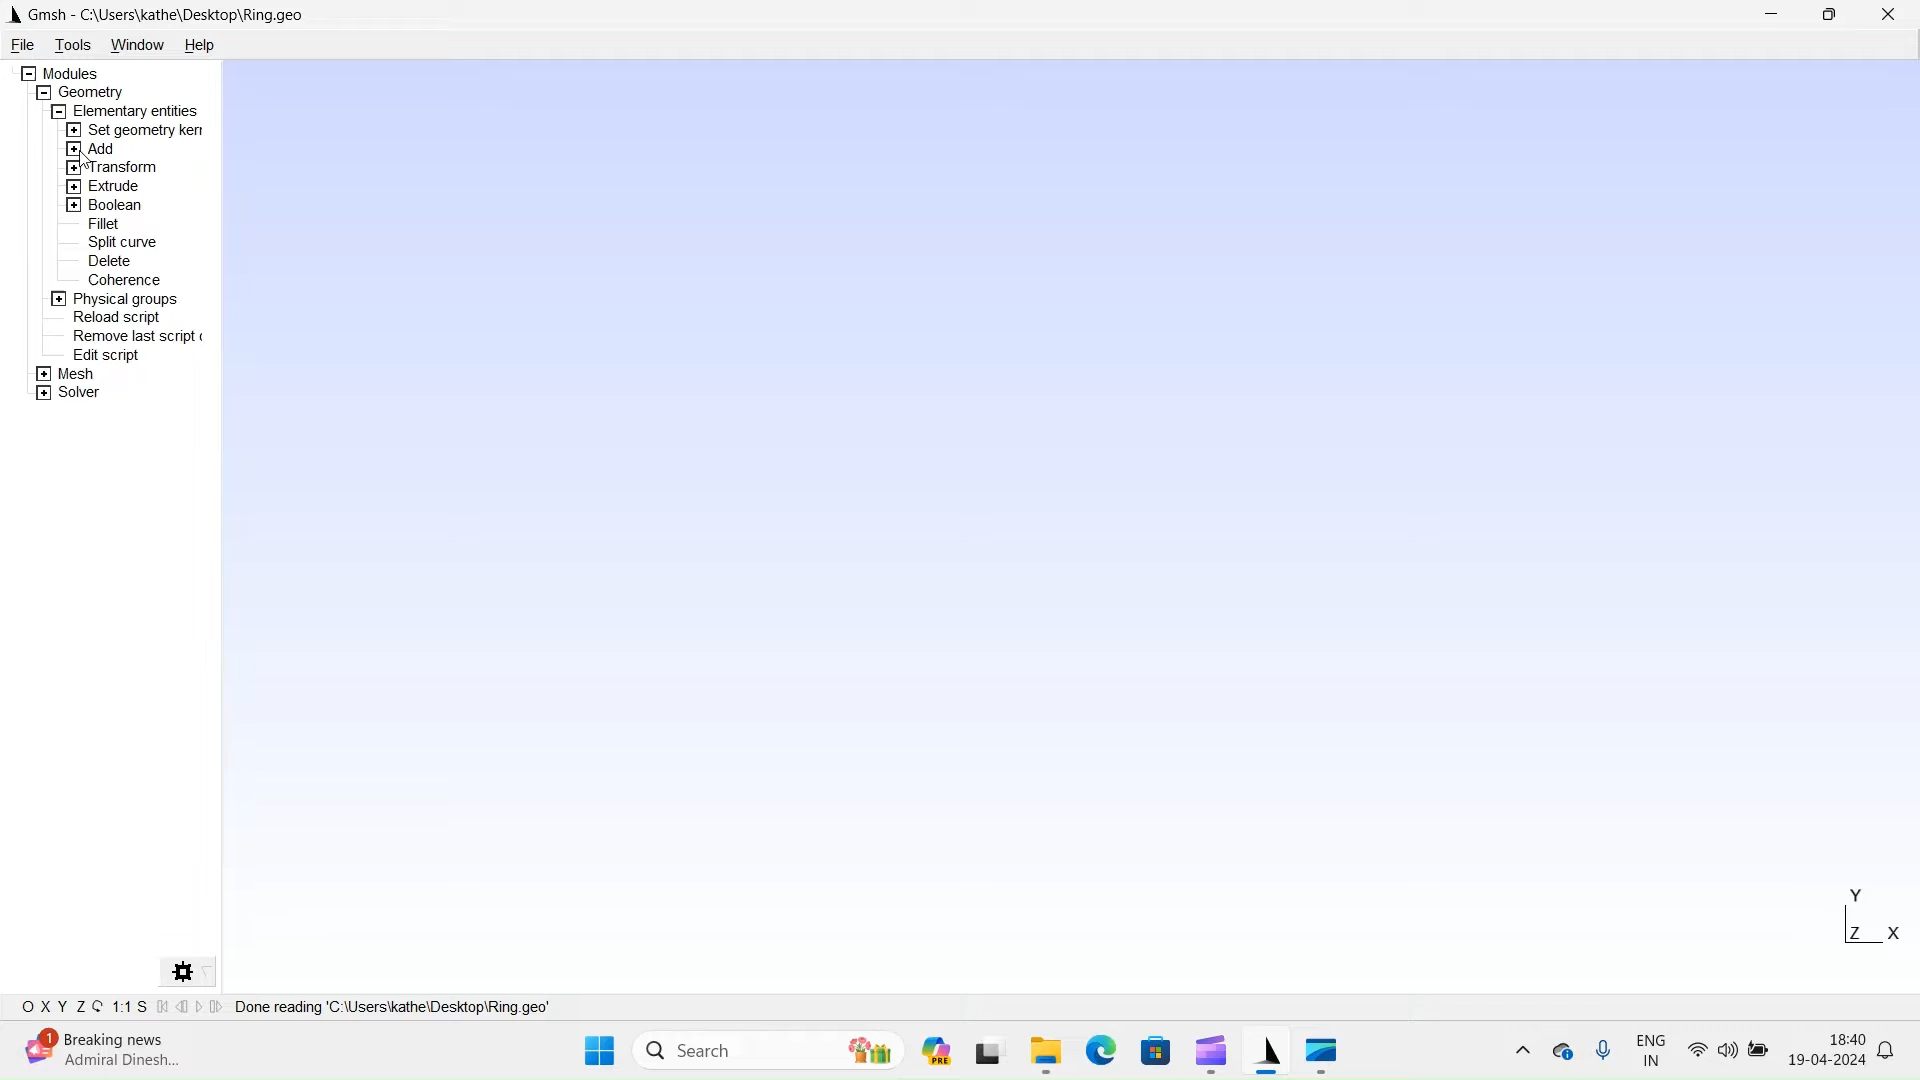 Gmsh - C:\Users\kathe\Desktop\Ring.geo
File Tools Window Help
Modules
Geometry
Elementary entities
Set geometry kerr
Add
Transform
Extrude
Boolean
Fillet
Split curve
Delete
Coherence
Physical groups
Reload script
Remove last script c
Edit script
Mesh
Solver
Y
Z X
O X Y Z 1:1 S Done reading 'C:\Users\kathe\Desktop\Ring.geo'
1 Breaking news
Admiral Dinesh...
Search
PRE
ENG
IN
18:40
19-04-2024